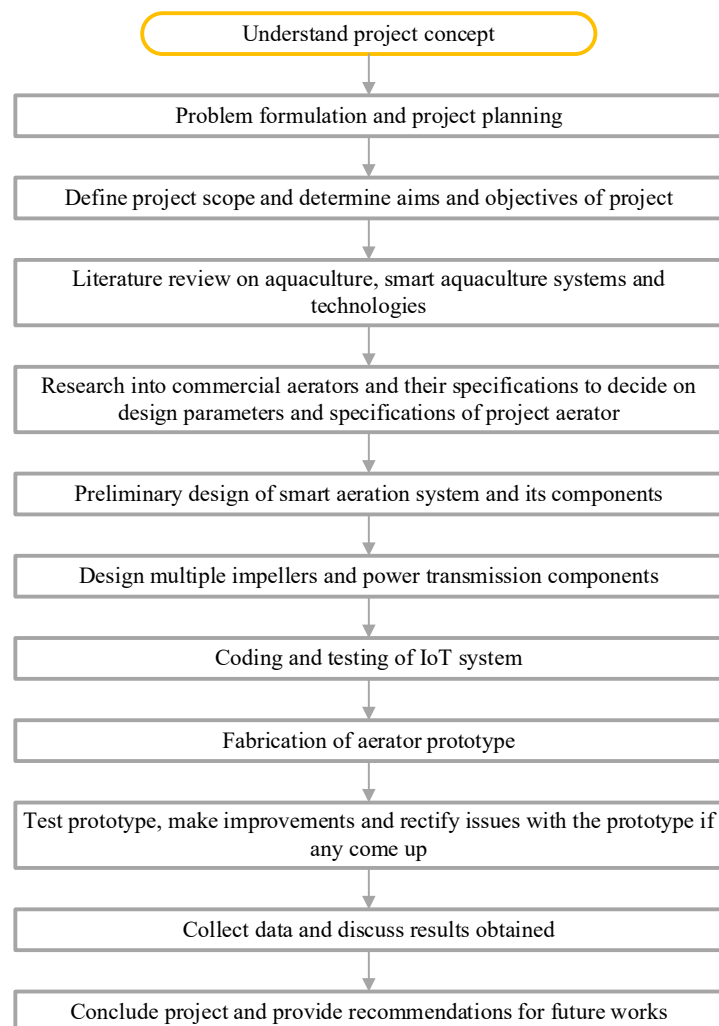 Understand project concept
Problem formulation and project planning
Define project scope and determine aims and objectives of project
Literature review on aquaculture, smart aquaculture systems and
technologies
Research into commercial aerators and their specifications to decide on
design parameters and specifications of project aerator
Preliminary design of smart aeration system and its components
Design multiple impellers and power transmission components
Coding and testing of IoT system
Fabrication of aerator prototype
Test prototype, make improvements and rectify issues with the prototype if
any come up
Collect data and discuss results obtained
Conclude project and provide recommendations for future works